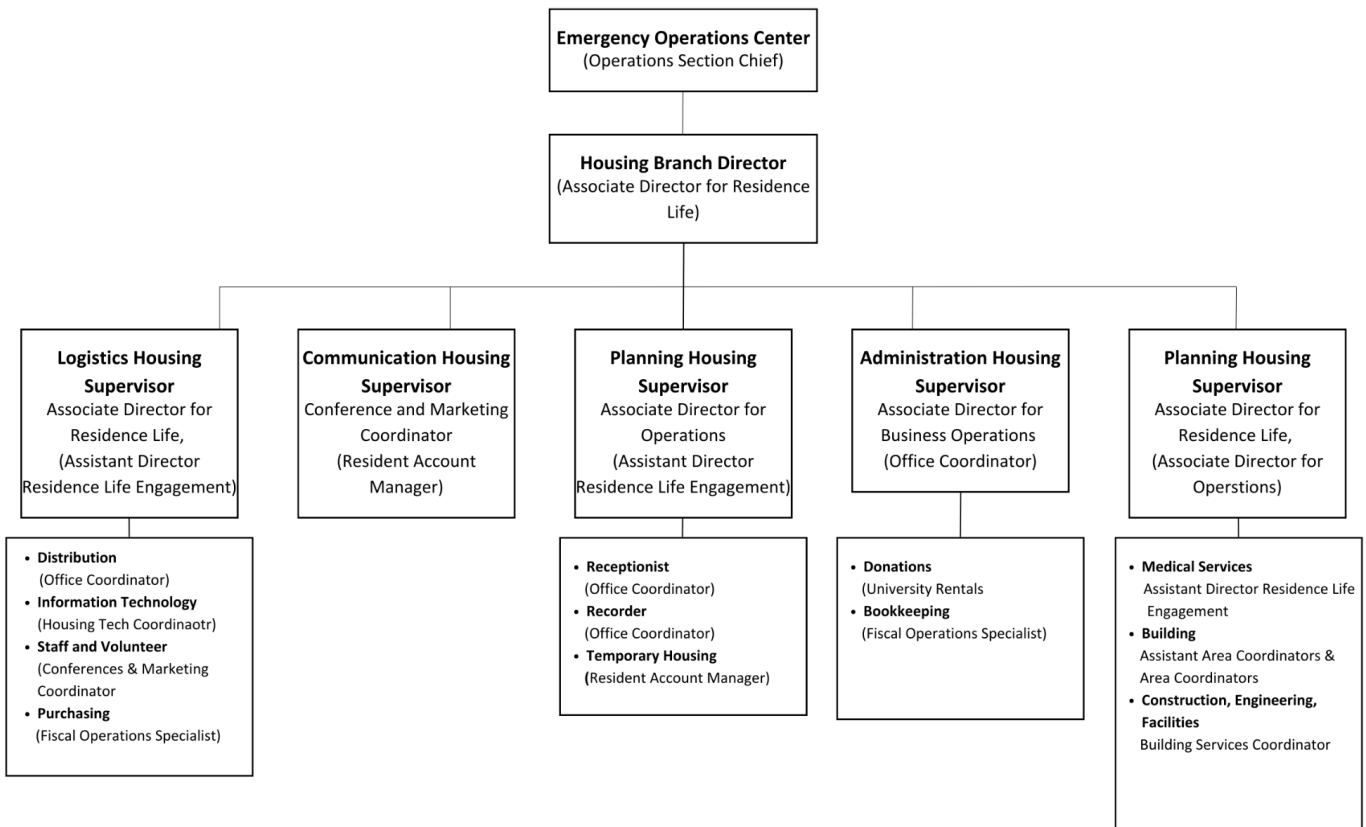 Emergency Operations Center
(Operations Section Chief)
Housing Branch Director
(Associate Director for Residence
Life)
Logistics Housing
Supervisor
Associate Director for
Residence Life,
(Assistant Director
Residence Life Engagement)
Communication Housing
Supervisor
Conference and Marketing
Coordinator
(Resident Account
Manager)
Planning Housing
Supervisor
Associate Director for
Operations
(Assistant Director
Residence Life Engagement)
Administration Housing
Supervisor
Associate Director for
Business Operations
(Office Coordinator)
Planning Housing
Supervisor
Associate Director for
Residence Life,
(Associate Director for
Operstions)
• Distribution
(Office Coordinator)
• Information Technology
(Housing Tech Coordinaotr)
• Staff and Volunteer
(Conferences & Marketing
Coordinator
• Purchasing
(Fiscal Operations Specialist)
• Receptionist
(Office Coordinator)
• Recorder
(Office Coordinator)
• Temporary Housing
(Resident Account Manager)
• Donations
(University Rentals
• Bookkeeping
(Fiscal Operations Specialist)
• Medical Services
Assistant Director Residence Life
Engagement
• Building
Assistant Area Coordinators &
Area Coordinators
• Construction, Engineering,
Facilities
Building Services Coordinator